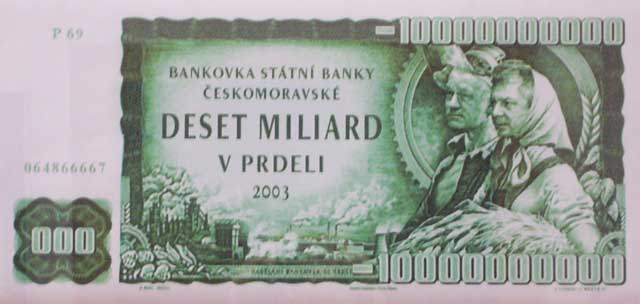 P 69
10000000000
BANKOVKA STÁTNÍ BANKY
ČESKOMORAVSKÉ
DESET MILIARD
V PRDELI
2003
064866667
000
10000000000